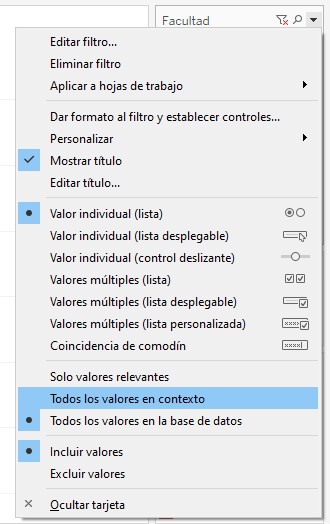 Facultad
Editar filtro...
Eliminar filtro
Aplicar a hojas de trabajo
Dar formato al filtro y establecer controles...
Personalizar
Mostrar título
Editar título...
Valor individual (lista)
Valor individual (lista desplegable)
Valor individual (control deslizante)
Valores múltiples (lista)
Valores múltiples (lista desplegable)
Valores múltiples (lista personalizada)
Coincidencia de comodín
Solo valores relevantes
Todos los valores en contexto
Todos los valores en la base de datos
Incluir valores
Excluir valores
Ocultar tarjeta